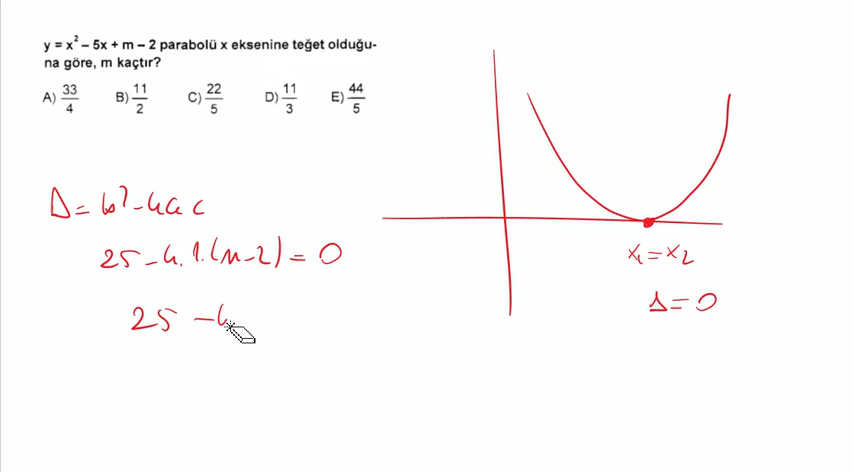 y = x² – 5x + m – 2 parabolü x eksenine teğet olduğu-
na göre, m kaçtır?
A) 33/4 B) 11/2 C) 22/5 D) 11/3 E) 44/5
Δ = b² – 4ac
25 – 4.1.(m–2) = 0
25 – 4
x₁ = x₂
Δ = 0